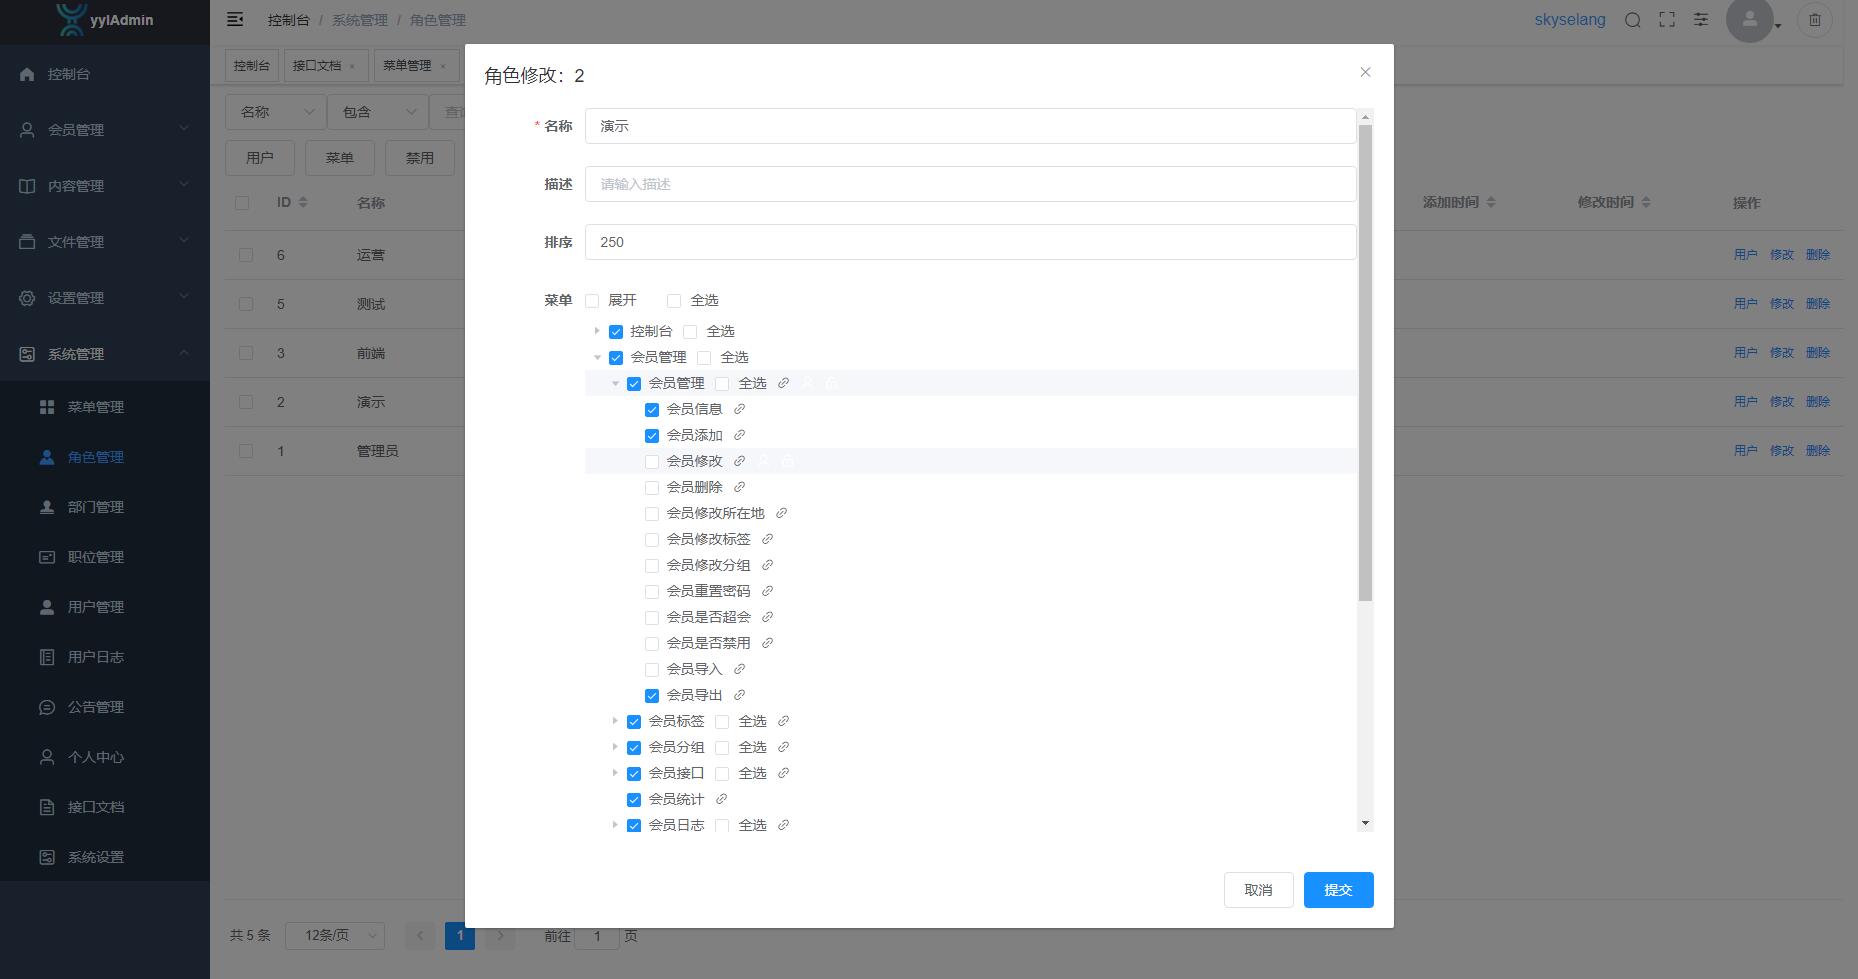 yylAdmin
控制台
会员管理
内容管理
文件管理
设置管理
系统管理
菜单管理
角色管理
部门管理
职位管理
用户管理
用户日志
公告管理
个人中心
接口文档
系统设置
控制台 / 系统管理 / 角色管理
skyselang
控制台 接口文档 × 菜单管理 ×
名称 包含
用户 菜单 禁用
ID 名称 添加时间 修改时间 操作
6 运营 用户 修改 删除
5 测试 用户 修改 删除
3 前端 用户 修改 删除
2 演示 用户 修改 删除
1 管理员 用户 修改 删除
共 5 条 12条/页 1 前往 1 页
角色修改：2
* 名称 演示
描述 请输入描述
排序 250
菜单 展开 全选
控制台 全选
会员管理 全选
会员管理 全选
会员信息
会员添加
会员修改
会员删除
会员修改所在地
会员修改标签
会员修改分组
会员重置密码
会员是否超会
会员是否禁用
会员导入
会员导出
会员标签 全选
会员分组 全选
会员接口 全选
会员统计
会员日志 全选
取消 提交